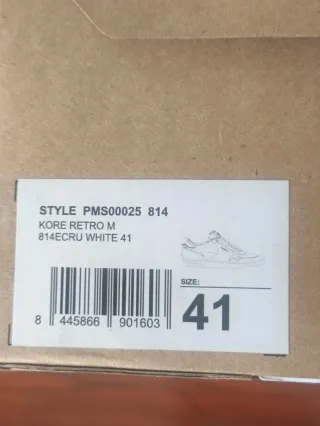 STYLE PMS00025 814
KORE RETRO M
814ECRU WHITE 41
SIZE:
41
8 445866 901603